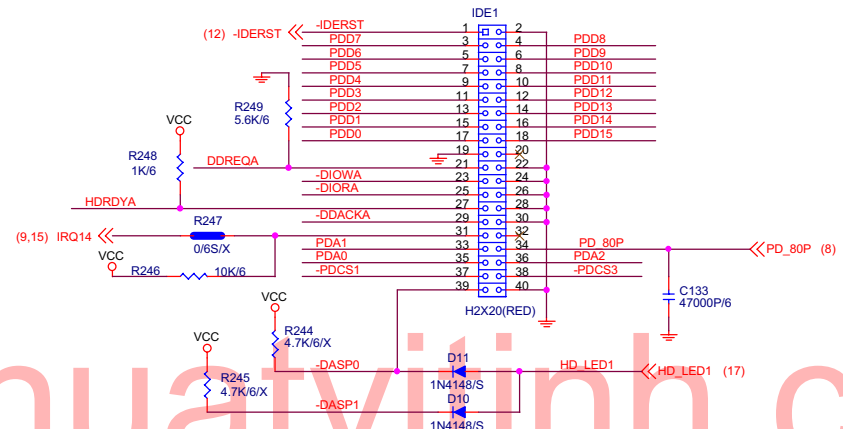 IDE1
(12) -IDERST -IDERST 1 2
PDD7 3 4 PDD8
PDD6 5 6 PDD9
PDD5 7 8 PDD10
PDD4 9 10 PDD11
PDD3 11 12 PDD12
PDD2 13 14 PDD13
PDD1 15 16 PDD14
PDD0 17 18 PDD15
R249
5.6K/6
VCC
19 20
R248
1K/6
DDREQA 21 22
-DIOWA 23 24
-DIORA 25 26
HDRDYA 27 28
-DDACKA 29 30
R247
(9,15) IRQ14 31 32
0/6S/X
PDA1 33 34 PD_80P PD_80P (8)
VCC
PDA0 35 36 PDA2
R246 10K/6 -PDCS1 37 38 -PDCS3
39 40
C133
47000P/6
VCC
H2X20(RED)
R244
4.7K/6/X
VCC
D11
-DASP0 HD_LED1 HD_LED1 (17)
1N4148/S
R245
4.7K/6/X
D10
-DASP1
1N4148/S
huatvitinh.c